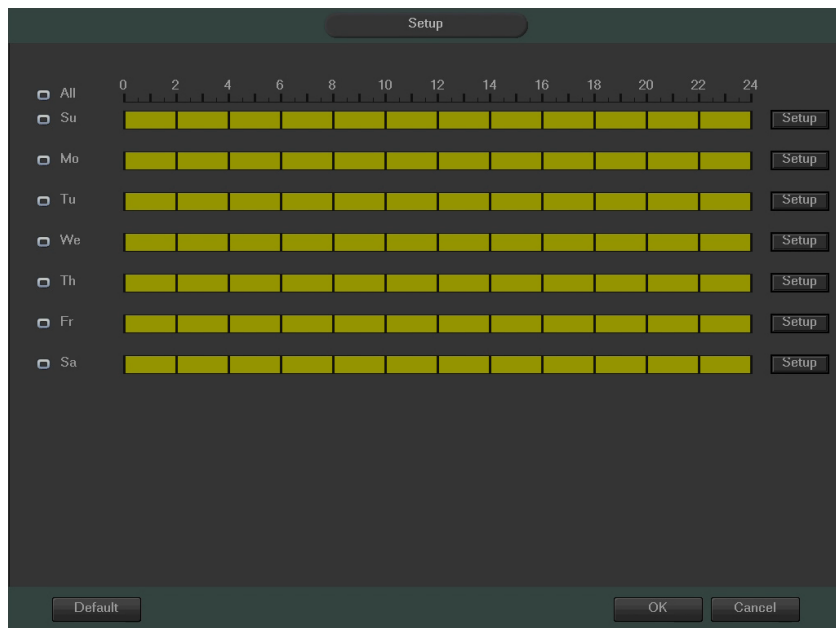 Setup
All 0 2 4 6 8 10 12 14 16 18 20 22 24
Su Setup
Mo Setup
Tu Setup
We Setup
Th Setup
Fr Setup
Sa Setup
Default OK Cancel